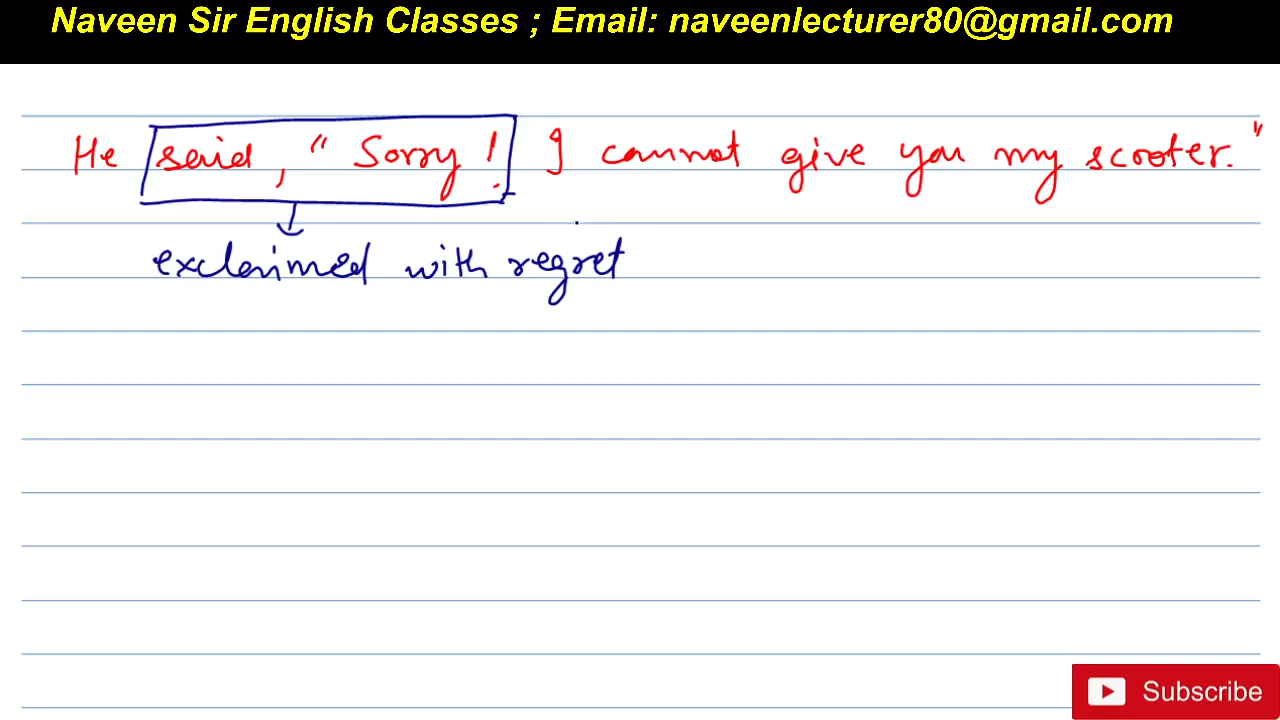 Naveen Sir English Classes ; Email: naveenlecturer80@gmail.com
He said, "Sorry! I cannot give you my scooter."
exclaimed with regret
Subscribe